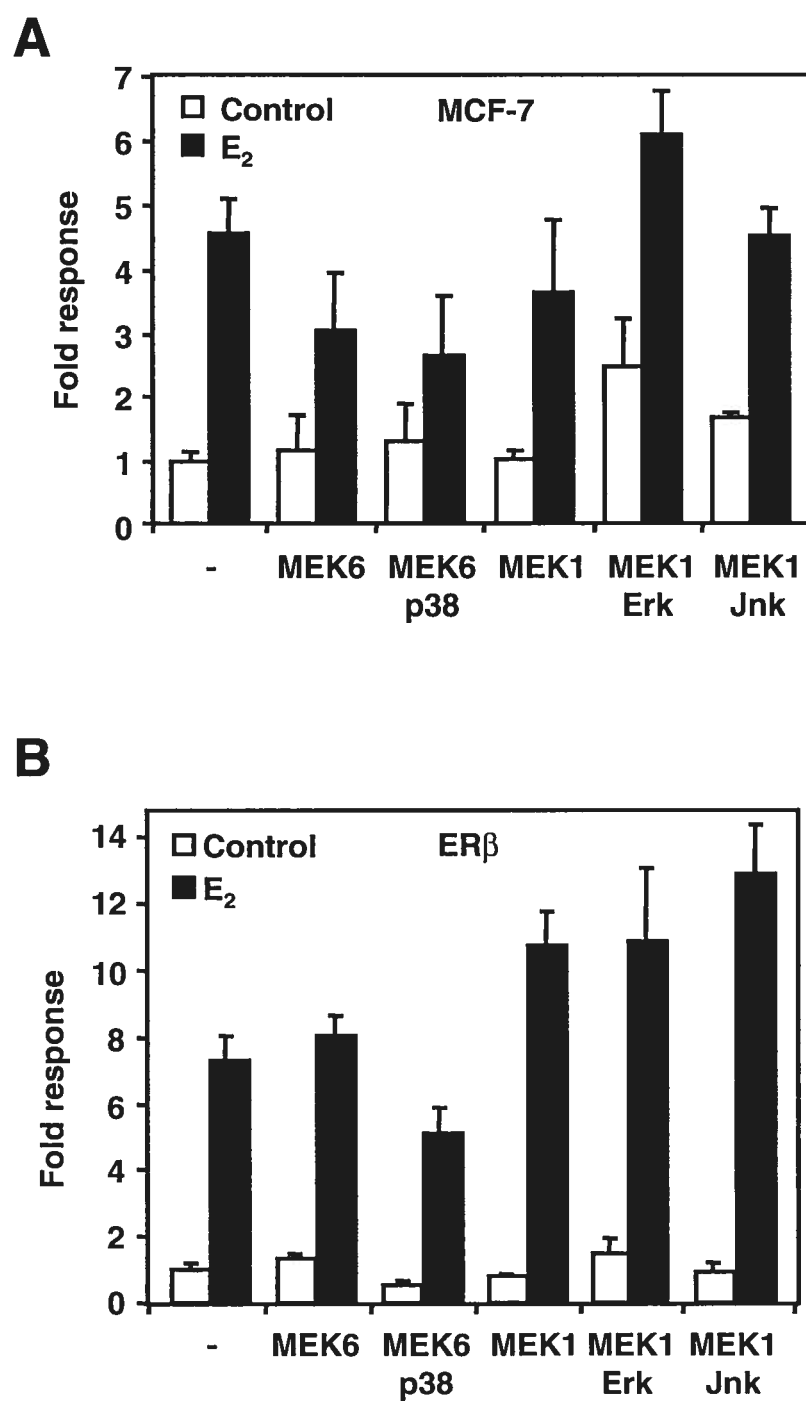 A
Control MCF-7
E₂
Fold response
7
6
5
4
3
2
1
0
- MEK6 MEK6 MEK1 MEK1 MEK1
p38 Erk Jnk
B
Control ERβ
E₂
Fold response
14
12
10
8
6
4
2
0
- MEK6 MEK6 MEK1 MEK1 MEK1
p38 Erk Jnk